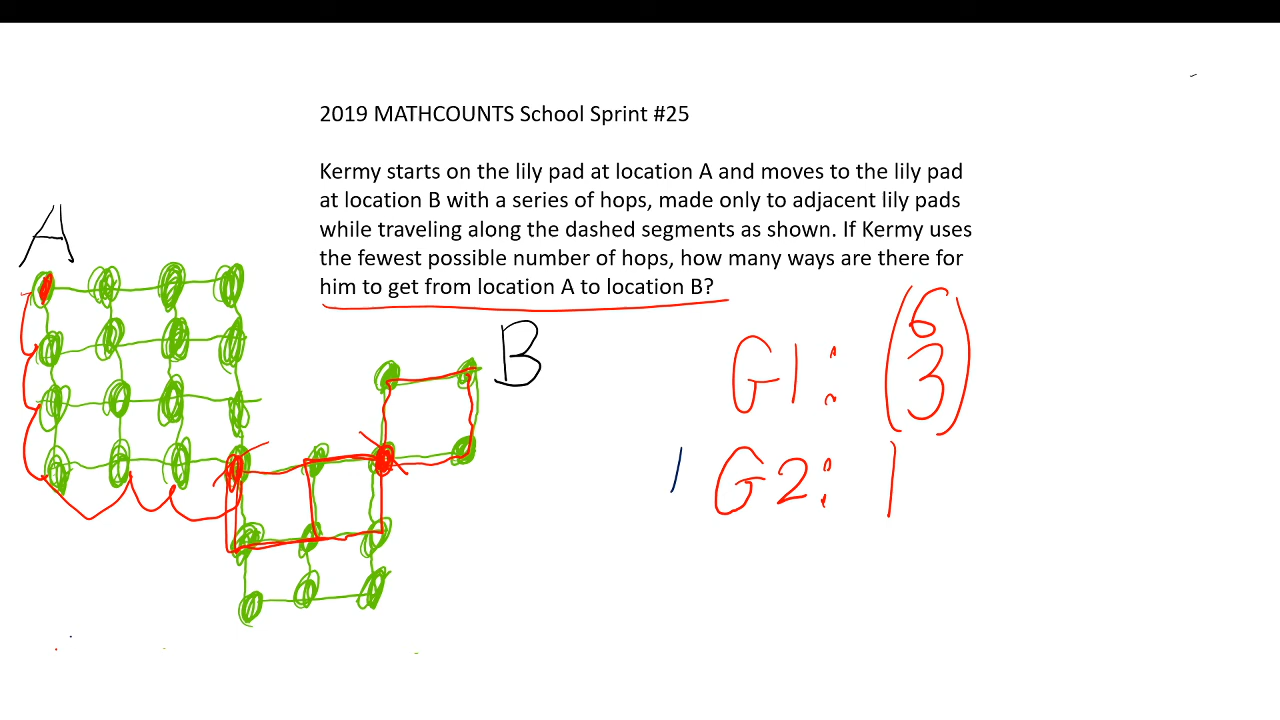 2019 MATHCOUNTS School Sprint #25
Kermy starts on the lily pad at location A and moves to the lily pad
at location B with a series of hops, made only to adjacent lily pads
while traveling along the dashed segments as shown. If Kermy uses
the fewest possible number of hops, how many ways are there for
him to get from location A to location B?
A
B
G1: (6
3)
G2: 1